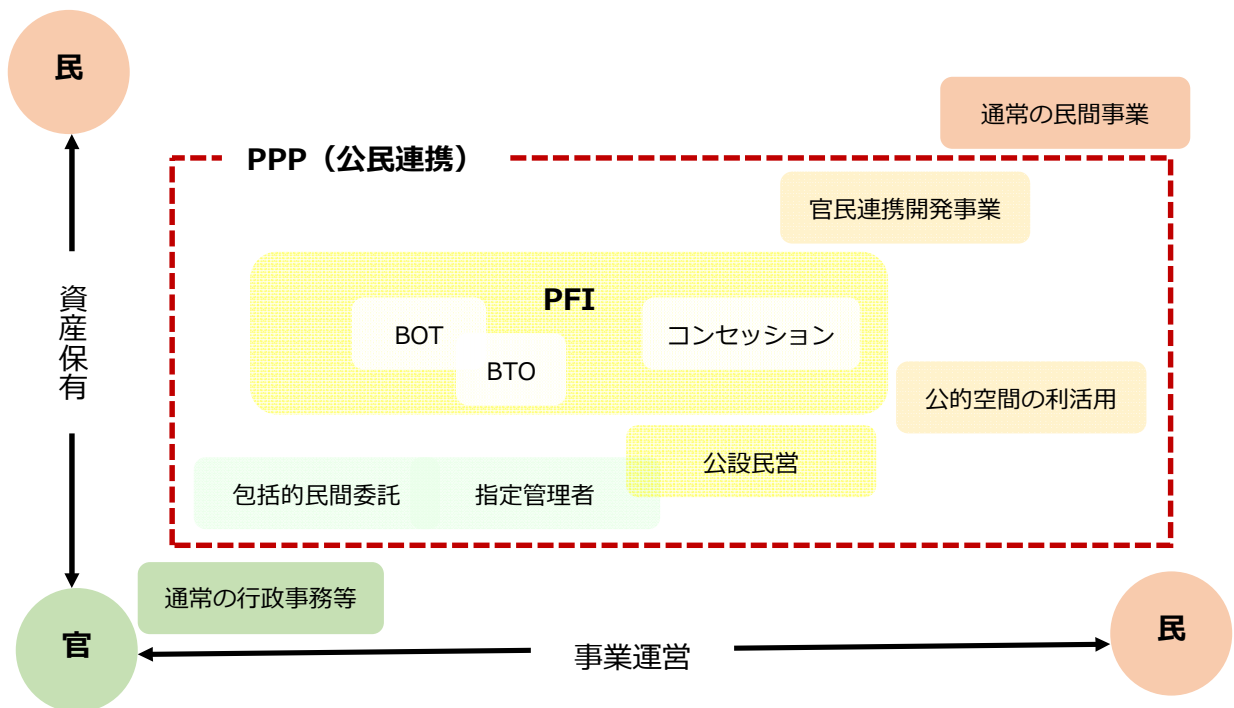 民
通常の民間事業
PPP（公民連携）
官民連携開発事業
PFI
BOT
コンセッション
BTO
資産保有
公的空間の利活用
公設民営
包括的民間委託
指定管理者
通常の行政事務等
官
事業運営
民